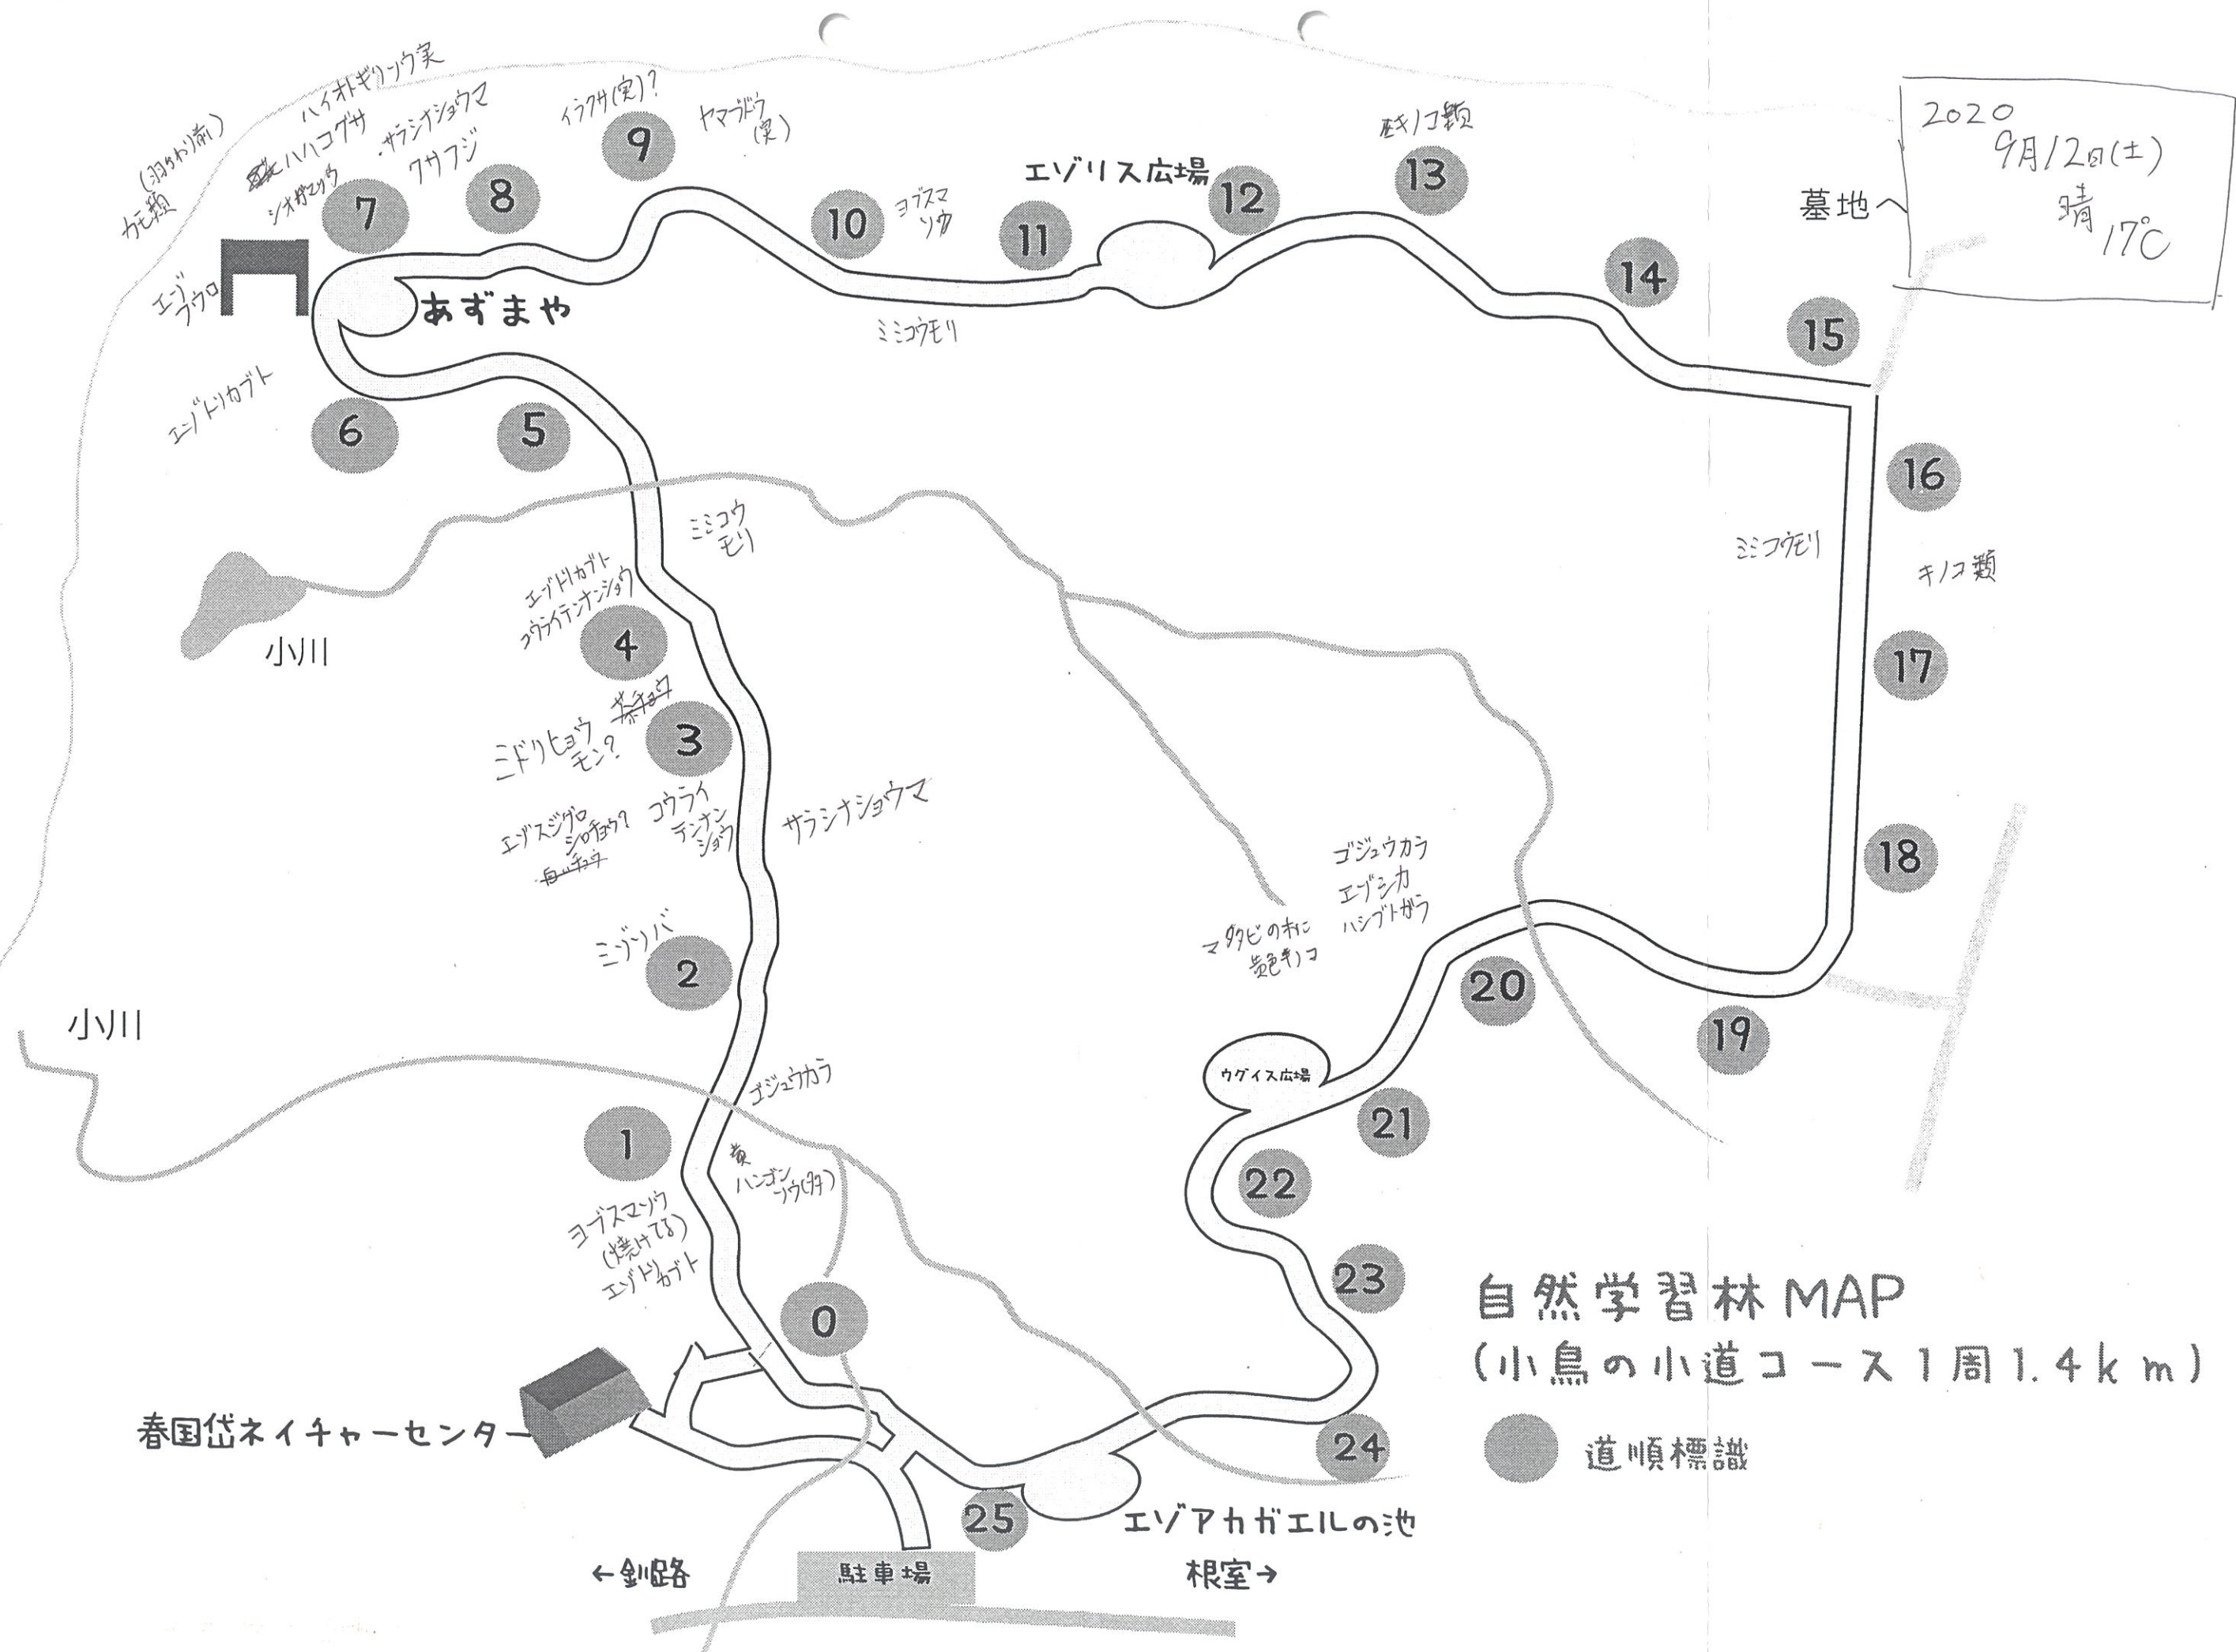 2020
9月12日(土)
晴
17℃
墓地へ
ハイオトギリソウ実
ハハコグサ
サラシナショウマ
クサフジ
イラクサ(実)?
ヤマブドウ
(実)
(羽かわり前)
カモ類
7
8
9
10
ヨブスマ
ソウ
11
エゾリス広場
12
キノコ類
13
14
15
エゾ
フウロ
あずまや
ミミコウモリ
エゾトリカブト
6
5
ミミコウ
モリ
16
ミミコウモリ
キノコ類
17
18
エゾトリカブト
コウライテンナンショウ
4
小川
茶チョウ
ミドリヒョウ
モン?
3
エゾスジグロ
シロチョウ?
白いチョウ
コウライ
テンナン
ショウ
サラシナショウマ
ゴジュウカラ
エゾシカ
ハシブトガラ
マタタビの木に
黄色キノコ
ミゾソバ
2
20
19
小川
ゴジュウカラ
ウグイス広場
21
1
黄
ハンゴン
ソウ(多)
22
ヨブスマソウ
(焼けてる)
エゾトリカブト
23
0
自然学習林MAP
(小鳥の小道コース1周1.4km)
道順標識
春国岱ネイチャーセンター
24
25
エゾアカガエルの池
←釧路
駐車場
根室→